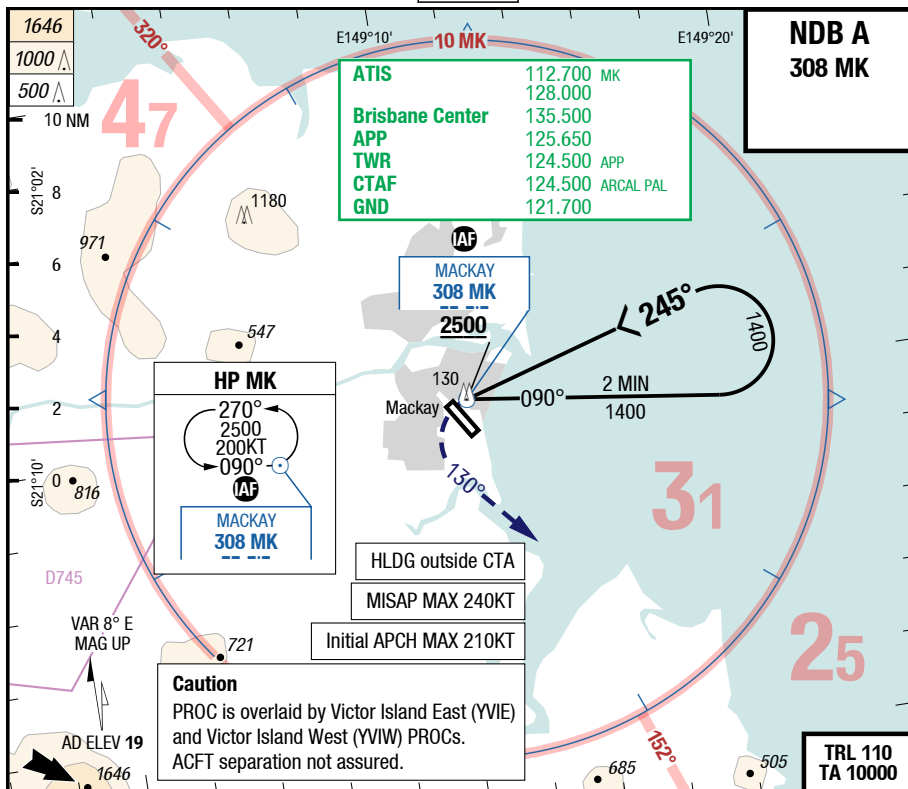 1646
1000
500
320°
E149°10'
10 MK
E149°20'
NDB A
308 MK
47
ATIS 112.700 MK
128.000
Brisbane Center 135.500
APP 125.650
TWR 124.500 APP
CTAF 124.500 ARCAL PAL
GND 121.700
10 NM
S21°02'
8
6
4
2
0
S21°10'
1180
971
547
816
IAF
MACKAY
308 MK
2500
245°
1400
130
Mackay
090°
2 MIN
1400
HP MK
270°
2500
200KT
090°
IAF
MACKAY
308 MK
130°
31
25
HLDG outside CTA
MISAP MAX 240KT
Initial APCH MAX 210KT
D745
VAR 8° E
MAG UP
721
Caution
PROC is overlaid by Victor Island East (YVIE)
and Victor Island West (YVIW) PROCs.
ACFT separation not assured.
AD ELEV 19
1646
152°
685
505
TRL 110
TA 10000